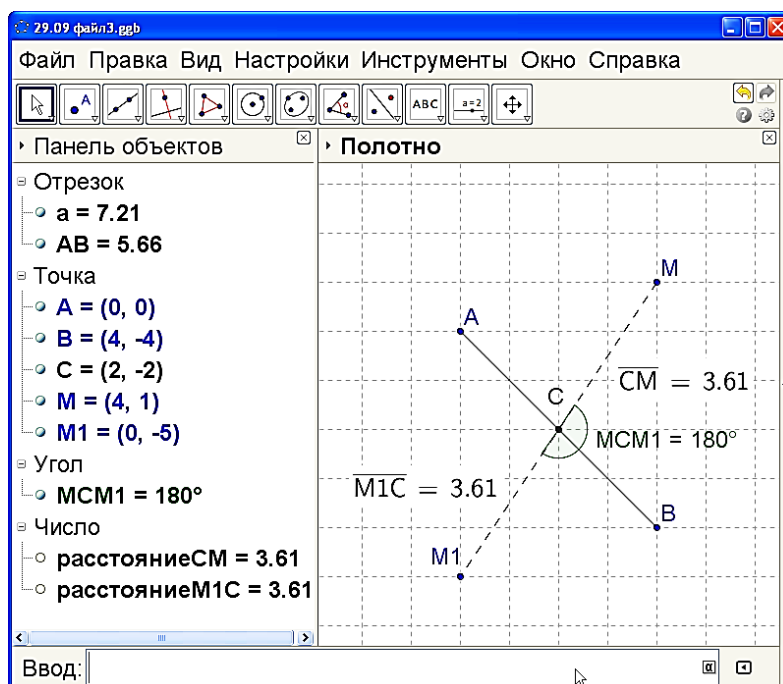 29.09 файл3.ggb
Файл Правка Вид Настройки Инструменты Окно Справка
A ABC a=2
Панель объектов
Полотно
Отрезок
a = 7.21
AB = 5.66
Точка
A = (0, 0)
B = (4, -4)
C = (2, -2)
M = (4, 1)
M1 = (0, -5)
Угол
MCM1 = 180°
Число
расстояниеCM = 3.61
расстояниеM1C = 3.61
M
A
CM = 3.61
C
MCM1 = 180°
M1C = 3.61
B
M1
Ввод:
α